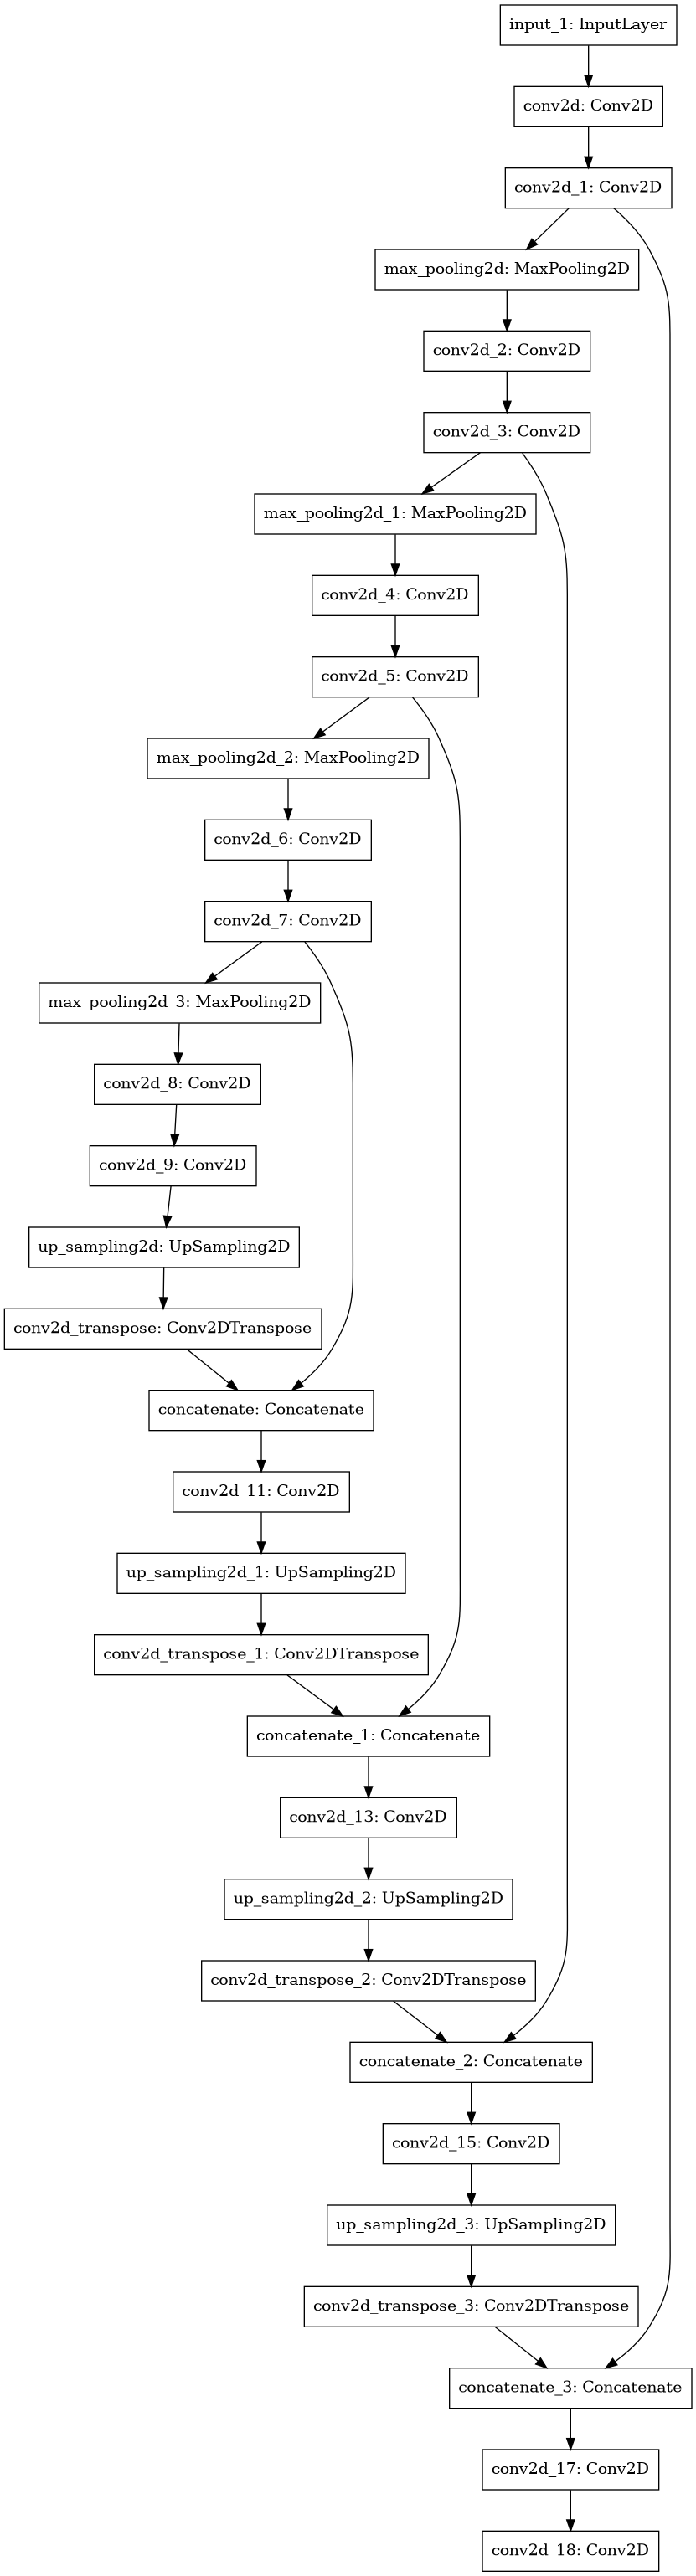 input_1: InputLayer
conv2d: Conv2D
conv2d_1: Conv2D
max_pooling2d: MaxPooling2D
conv2d_2: Conv2D
conv2d_3: Conv2D
max_pooling2d_1: MaxPooling2D
conv2d_4: Conv2D
conv2d_5: Conv2D
max_pooling2d_2: MaxPooling2D
conv2d_6: Conv2D
conv2d_7: Conv2D
max_pooling2d_3: MaxPooling2D
conv2d_8: Conv2D
conv2d_9: Conv2D
up_sampling2d: UpSampling2D
conv2d_transpose: Conv2DTranspose
concatenate: Concatenate
conv2d_11: Conv2D
up_sampling2d_1: UpSampling2D
conv2d_transpose_1: Conv2DTranspose
concatenate_1: Concatenate
conv2d_13: Conv2D
up_sampling2d_2: UpSampling2D
conv2d_transpose_2: Conv2DTranspose
concatenate_2: Concatenate
conv2d_15: Conv2D
up_sampling2d_3: UpSampling2D
conv2d_transpose_3: Conv2DTranspose
concatenate_3: Concatenate
conv2d_17: Conv2D
conv2d_18: Conv2D